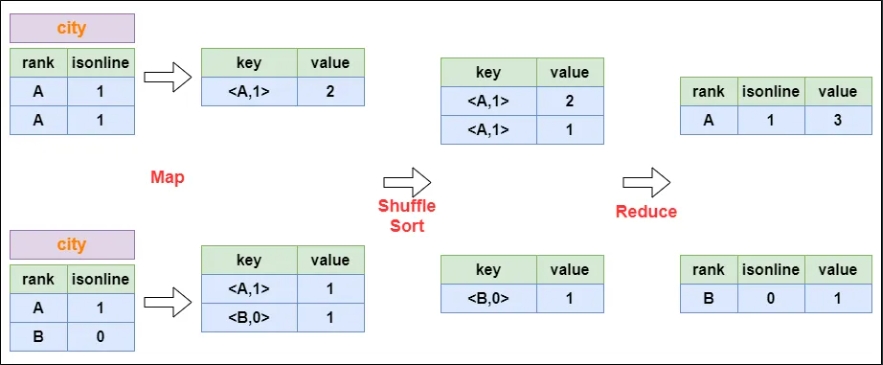 city
rank isonline
A 1
A 1
key value
<A,1> 2
key value
<A,1> 2
<A,1> 1
rank isonline value
A 1 3
Map
Shuffle
Sort
Reduce
city
rank isonline
A 1
B 0
key value
<A,1> 1
<B,0> 1
key value
<B,0> 1
rank isonline value
B 0 1